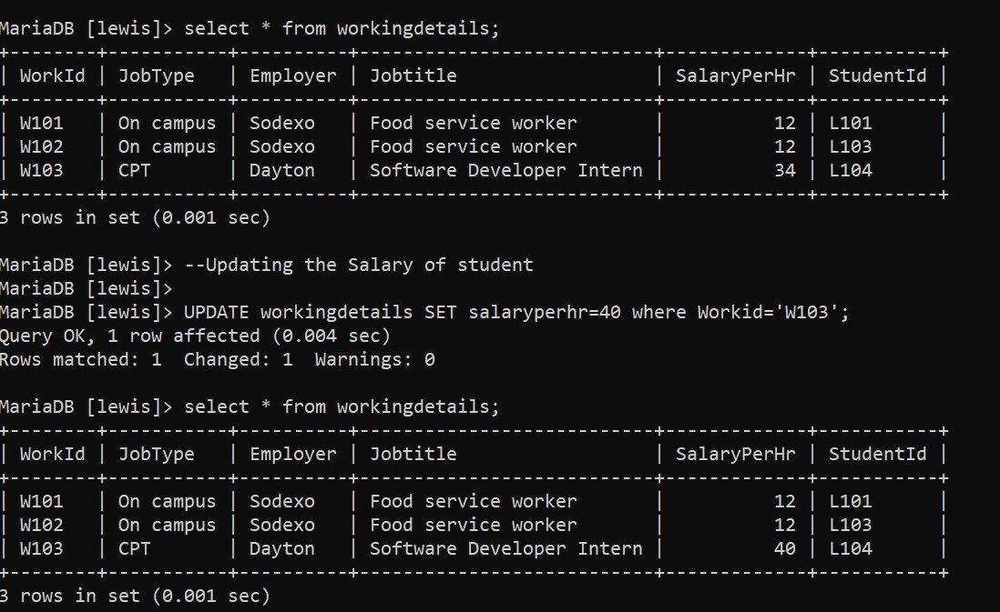 MariaDB [lewis]> select * from workingdetails;
+--------+-----------+----------+--------------------------+-------------+-----------+
| WorkId | JobType   | Employer | Jobtitle                 | SalaryPerHr | StudentId |
+--------+-----------+----------+--------------------------+-------------+-----------+
| W101   | On campus | Sodexo   | Food service worker      |          12 | L101      |
| W102   | On campus | Sodexo   | Food service worker      |          12 | L103      |
| W103   | CPT       | Dayton   | Software Developer Intern |          34 | L104      |
+--------+-----------+----------+--------------------------+-------------+-----------+
3 rows in set (0.001 sec)
MariaDB [lewis]> --Updating the Salary of student
MariaDB [lewis]>
MariaDB [lewis]> UPDATE workingdetails SET salaryperhr=40 where Workid='W103';
Query OK, 1 row affected (0.004 sec)
Rows matched: 1  Changed: 1  Warnings: 0
MariaDB [lewis]> select * from workingdetails;
+--------+-----------+----------+--------------------------+-------------+-----------+
| WorkId | JobType   | Employer | Jobtitle                 | SalaryPerHr | StudentId |
+--------+-----------+----------+--------------------------+-------------+-----------+
| W101   | On campus | Sodexo   | Food service worker      |          12 | L101      |
| W102   | On campus | Sodexo   | Food service worker      |          12 | L103      |
| W103   | CPT       | Dayton   | Software Developer Intern |          40 | L104      |
+--------+-----------+----------+--------------------------+-------------+-----------+
3 rows in set (0.001 sec)